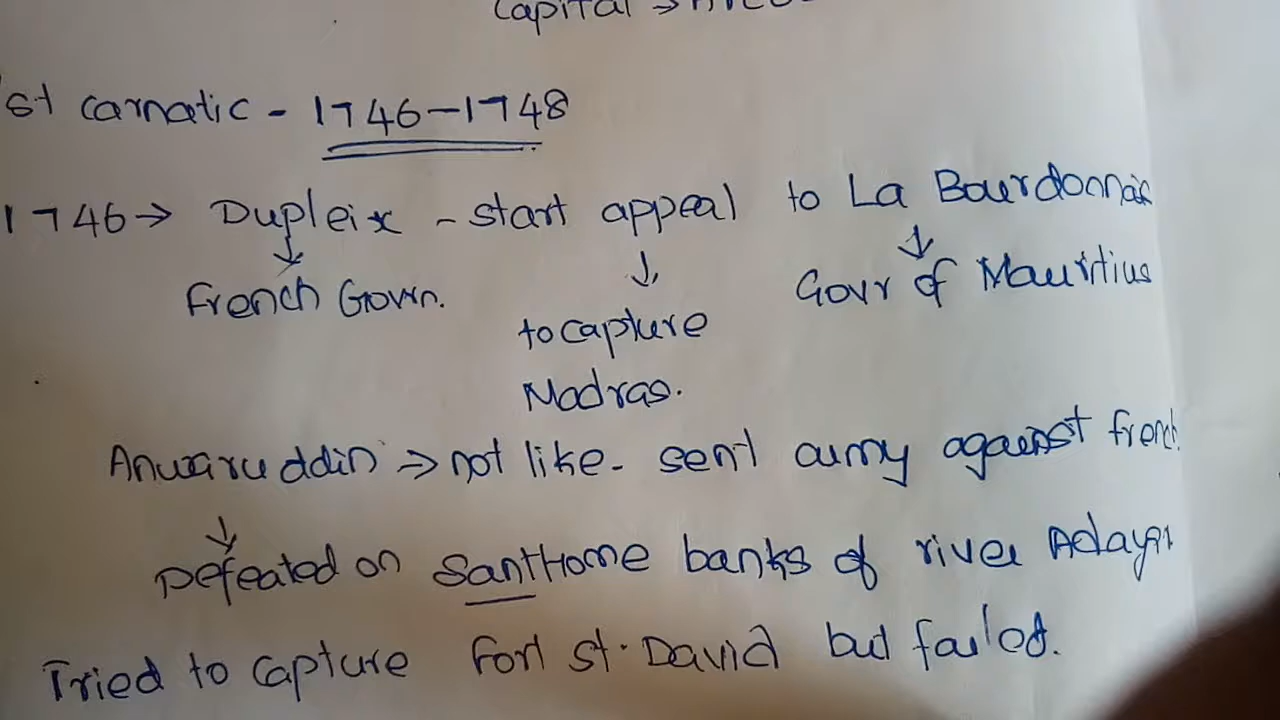 Capital →
st Carnatic - 1746-1748
1746→ Dupleix - start appeal to La Bourdonnais
↓ ↓ ↓
French Govrn. Govr of Mauritius
to capture
Madras.
Anwaruddin → not like - sent army against french
↓
Defeated on SantHome banks of river Adayar
Tried to capture Fort St. David but failed.